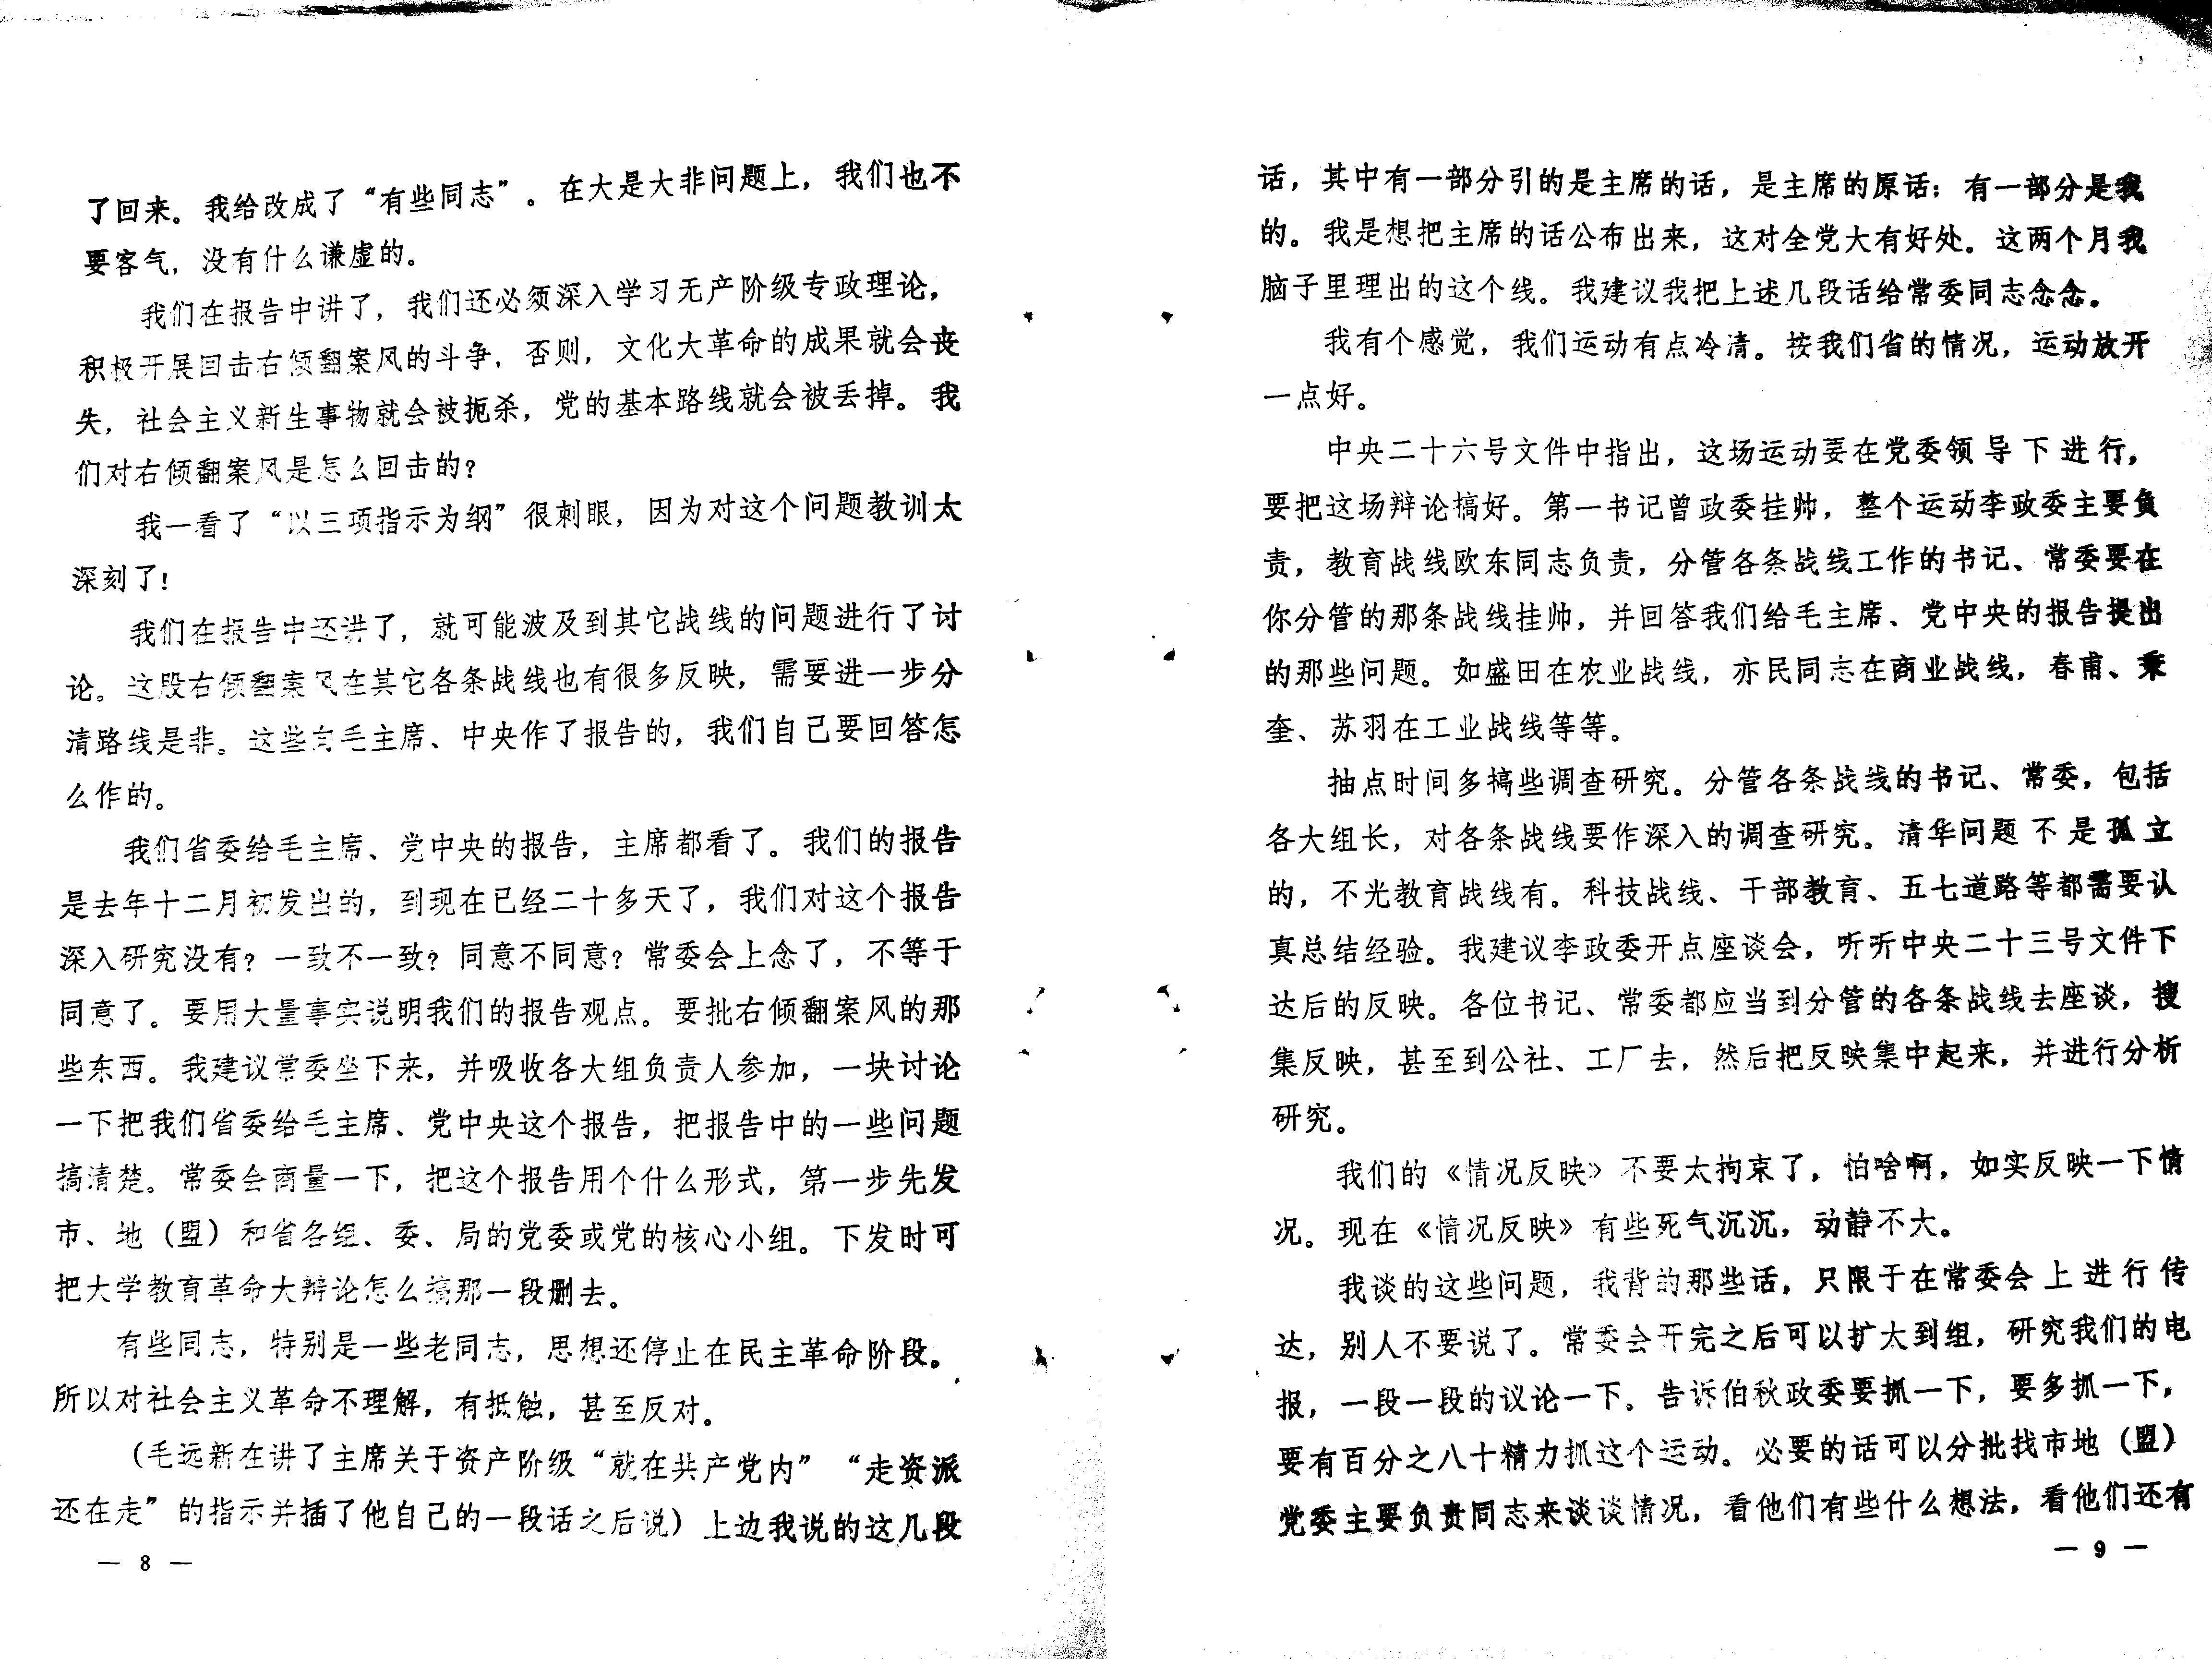 了回来。我给改成了“有些同志”。在大是大非问题上，我们也不
要客气，没有什么谦虚的。
我们在报告中讲了，我们还必须深入学习无产阶级专政理论，
积极开展回击右倾翻案风的斗争，否则，文化大革命的成果就会丧
失，社会主义新生事物就会被扼杀，党的基本路线就会被丢掉。我
们对右倾翻案风是怎么回击的？
我一看了“以三项指示为纲”很刺眼，因为对这个问题教训太
深刻了！
我们在报告中还讲了，就可能波及到其它战线的问题进行了讨
论。这股右倾翻案风在其它各条战线也有很多反映，需要进一步分
清路线是非。这些向毛主席、中央作了报告的，我们自己要回答怎
么作的。
我们省委给毛主席、党中央的报告，主席都看了。我们的报告
是去年十二月初发出的，到现在已经二十多天了，我们对这个报告
深入研究没有？一致不一致？同意不同意？常委会上念了，不等于
同意了。要用大量事实说明我们的报告观点。要批右倾翻案风的那
些东西。我建议常委坐下来，并吸收各大组负责人参加，一块讨论
一下把我们省委给毛主席、党中央这个报告，把报告中的一些问题
搞清楚。常委会商量一下，把这个报告用个什么形式，第一步先发
市、地（盟）和省各组、委、局的党委或党的核心小组。下发时可
把大学教育革命大辩论怎么搞那一段删去。
有些同志，特别是一些老同志，思想还停止在民主革命阶段。
所以对社会主义革命不理解，有抵触，甚至反对。
（毛远新在讲了主席关于资产阶级“就在共产党内”“走资派
还在走”的指示并插了他自己的一段话之后说）上边我说的这几段
— 8 —
话，其中有一部分引的是主席的话，是主席的原话；有一部分是我
的。我是想把主席的话公布出来，这对全党大有好处。这两个月我
脑子里理出的这个线。我建议我把上述几段话给常委同志念念。
我有个感觉，我们运动有点冷清。按我们省的情况，运动放开
一点好。
中央二十六号文件中指出，这场运动要在党委领导下进行，
要把这场辩论搞好。第一书记曾政委挂帅，整个运动李政委主要负
责，教育战线欧东同志负责，分管各条战线工作的书记、常委要在
你分管的那条战线挂帅，并回答我们给毛主席、党中央的报告提出
的那些问题。如盛田在农业战线，亦民同志在商业战线，春甫、秉
奎、苏羽在工业战线等等。
抽点时间多搞些调查研究。分管各条战线的书记、常委，包括
各大组长，对各条战线要作深入的调查研究。清华问题不是孤立
的，不光教育战线有。科技战线、干部教育、五七道路等都需要认
真总结经验。我建议李政委开点座谈会，听听中央二十三号文件下
达后的反映。各位书记、常委都应当到分管的各条战线去座谈，搜
集反映，甚至到公社、工厂去，然后把反映集中起来，并进行分析
研究。
我们的《情况反映》不要太拘束了，怕啥啊，如实反映一下情
况。现在《情况反映》有些死气沉沉，动静不大。
我谈的这些问题，我背的那些话，只限于在常委会上进行传
达，别人不要说了。常委会开完之后可以扩大到组，研究我们的电
报，一段一段的议论一下。告诉伯秋政委要抓一下，要多抓一下，
要有百分之八十精力抓这个运动。必要的话可以分批找市地（盟）
党委主要负责同志来谈谈情况，看他们有些什么想法，看他们还有
— 9 —